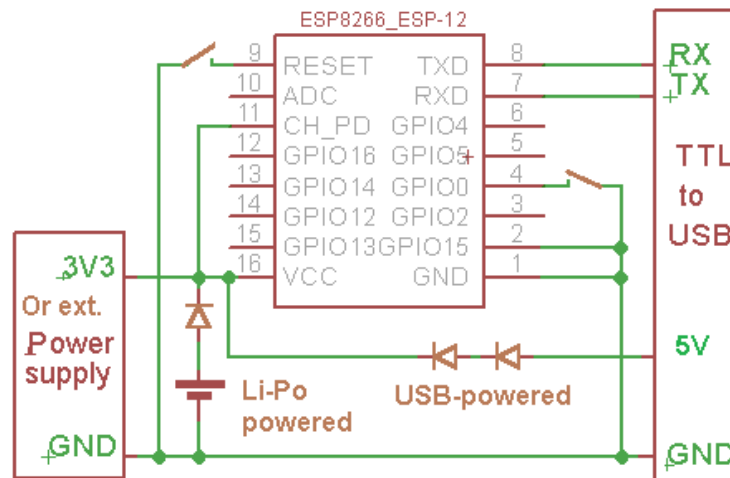 ESP8266_ESP-12
9 RESET TXD 8 RX
10 ADC RXD 7 TX
11 CH_PD GPIO4 6
12 GPIO16 GPIO5 5
13 GPIO14 GPIO0 4
14 GPIO12 GPIO2 3
15 GPIO13 GPIO15 2
16 VCC GND 1
TTL
to
USB
3V3
Or ext.
Power
supply
GND
Li-Po
powered
USB-powered
5V
GND